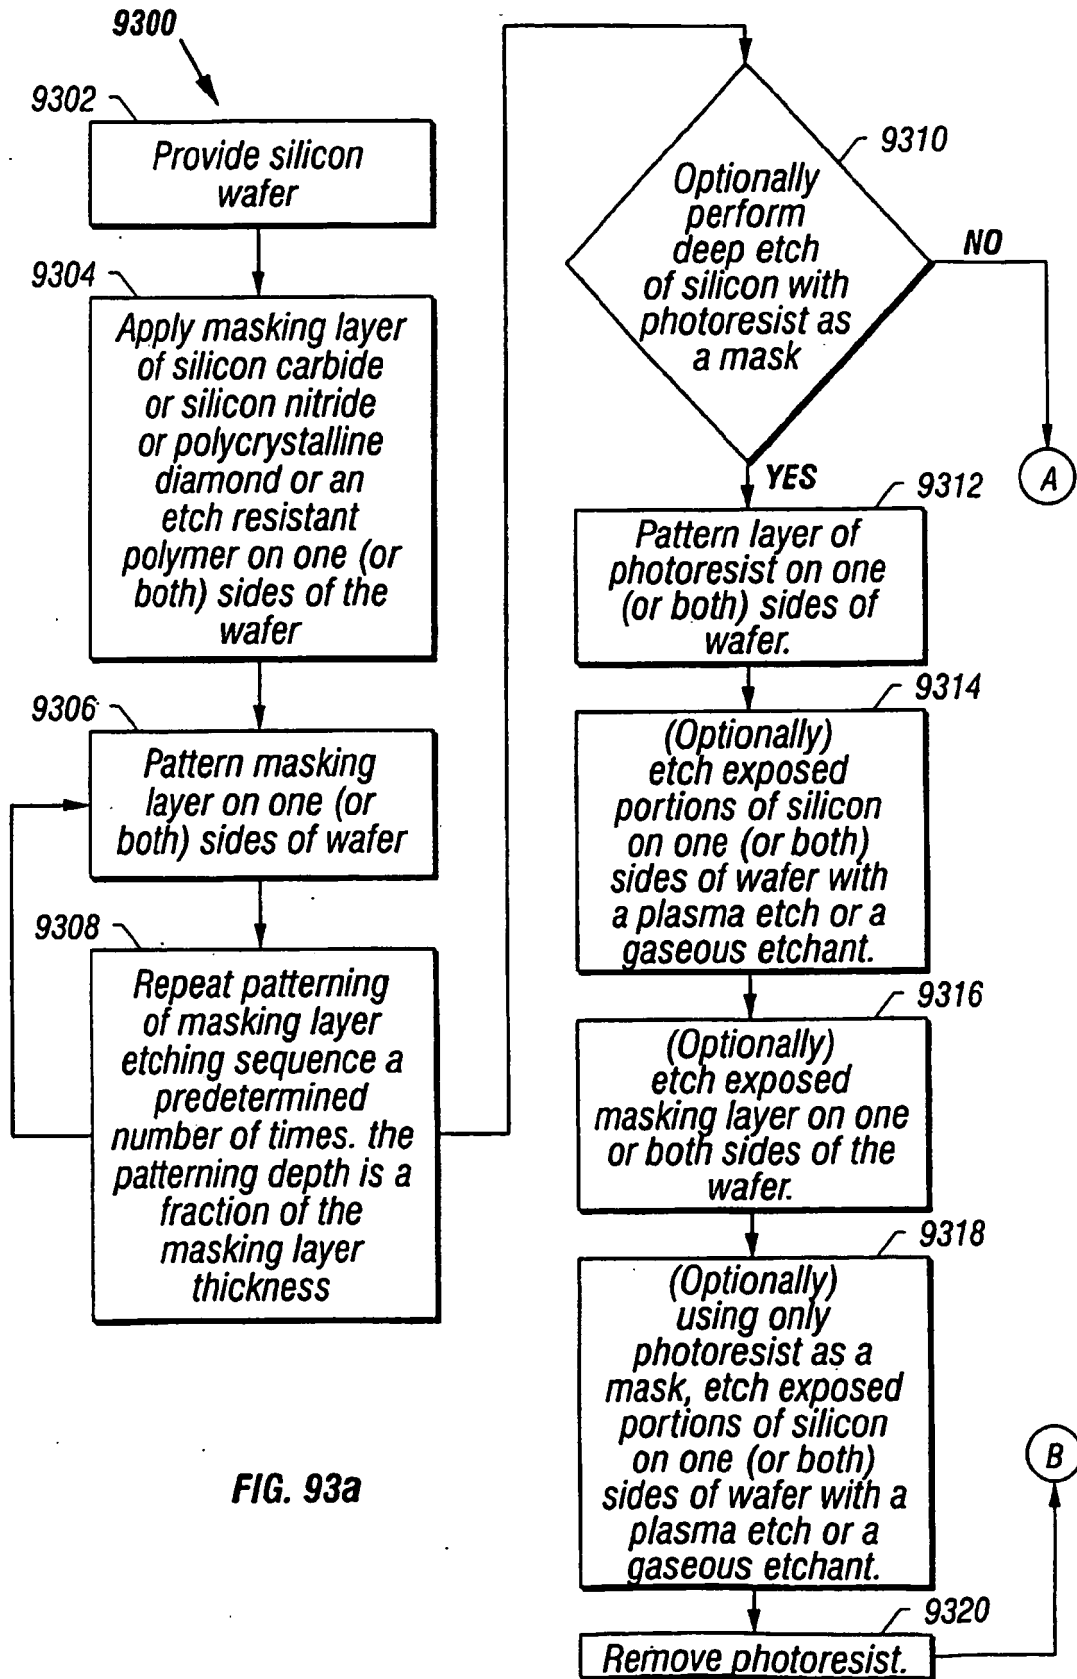 9300
9302
Provide silicon
wafer
9304
Apply masking layer
of silicon carbide
or silicon nitride
or polycrystalline
diamond or an
etch resistant
polymer on one (or
both) sides of the
wafer
9306
Pattern masking
layer on one (or
both) sides of wafer
9308
Repeat patterning
of masking layer
etching sequence a
predetermined
number of times. the
patterning depth is a
fraction of the
masking layer
thickness
9310
Optionally
perform
deep etch
of silicon with
photoresist as
a mask
NO
A
YES
9312
Pattern layer of
photoresist on one
(or both) sides of
wafer.
9314
(Optionally)
etch exposed
portions of silicon
on one (or both)
sides of wafer with
a plasma etch or a
gaseous etchant.
9316
(Optionally)
etch exposed
masking layer on one
or both sides of the
wafer.
9318
(Optionally)
using only
photoresist as a
mask, etch exposed
portions of silicon
on one (or both)
sides of wafer with a
plasma etch or a
gaseous etchant.
9320
Remove photoresist.
B
FIG. 93a